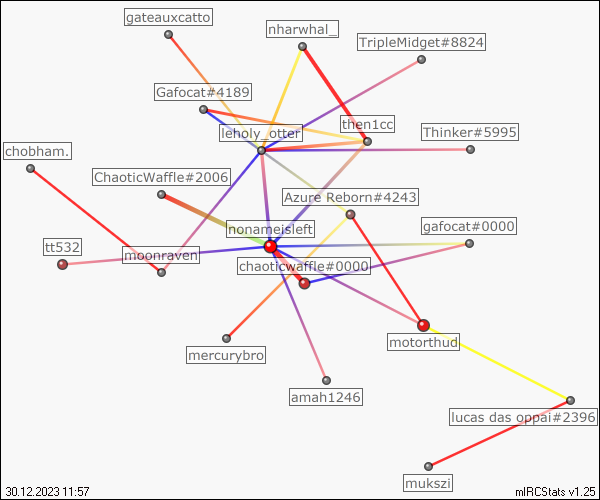 gateauxcatto
nharwhal_
TripleMidget#8824
Gafocat#4189
then1cc
leholy_otter
Thinker#5995
chobham.
ChaoticWaffle#2006
Azure Reborn#4243
gafocat#0000
nonameisleft
tt532
moonraven
chaoticwaffle#0000
motorthud
mercurybro
amah1246
lucas das oppai#2396
mukszi
30.12.2023 11:57
mIRCStats v1.25